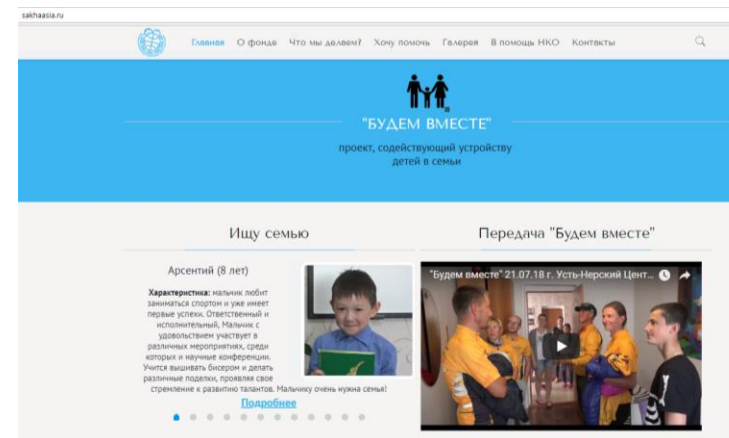 sakhaasia.ru
Главная О фонде Что мы делаем? Хочу помочь Галерея В помощь НКО Контакты
"БУДЕМ ВМЕСТЕ"
проект, содействующий устройству
детей в семьи
Ищу семью
Арсентий (8 лет)
Характеристика: мальчик любит
заниматься спортом и уже имеет
первые успехи. Ответственный и
исполнительный, Мальчик с
удовольствием участвует в
различных мероприятиях, среди
которых и научные конференции.
Учится вышивать бисером и делать
различные поделки, проявляя свое
стремление к развитию талантов. Мальчику очень нужна семья!
Подробнее
Передача "Будем вместе"
"Будем вместе" 21.07.18 г. Усть-Нерский Цент...